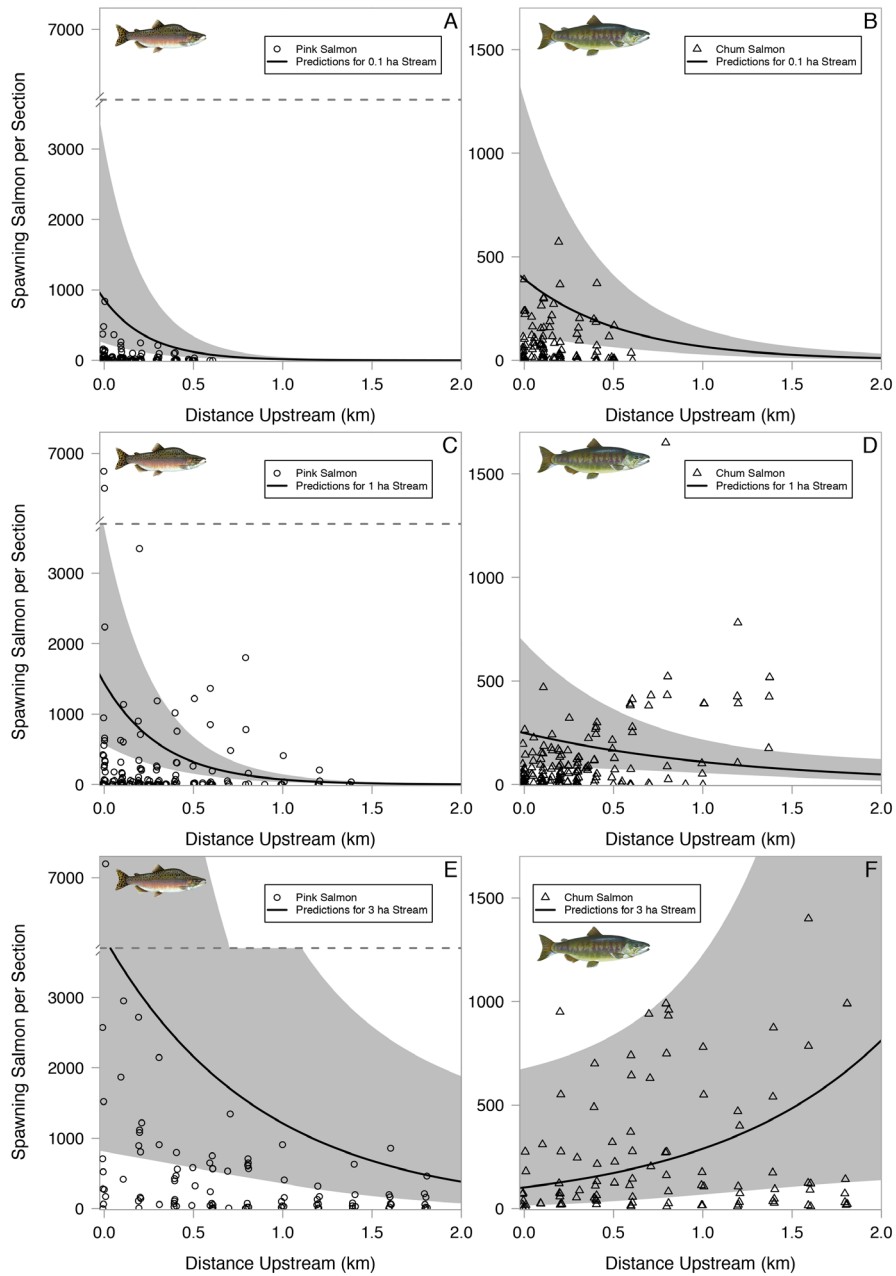 A
7000
Pink Salmon
Predictions for 0.1 ha Stream
3000
2000
1000
0
Spawning Salmon per Section
0.0 0.5 1.0 1.5 2.0
Distance Upstream (km)
B
1500
Chum Salmon
Predictions for 0.1 ha Stream
1000
500
0
0.0 0.5 1.0 1.5 2.0
Distance Upstream (km)
C
7000
Pink Salmon
Predictions for 1 ha Stream
3000
2000
1000
0
Spawning Salmon per Section
0.0 0.5 1.0 1.5 2.0
Distance Upstream (km)
D
1500
Chum Salmon
Predictions for 1 ha Stream
1000
500
0
0.0 0.5 1.0 1.5 2.0
Distance Upstream (km)
E
7000
Pink Salmon
Predictions for 3 ha Stream
3000
2000
1000
0
Spawning Salmon per Section
0.0 0.5 1.0 1.5 2.0
Distance Upstream (km)
F
1500
Chum Salmon
Predictions for 3 ha Stream
1000
500
0
0.0 0.5 1.0 1.5 2.0
Distance Upstream (km)